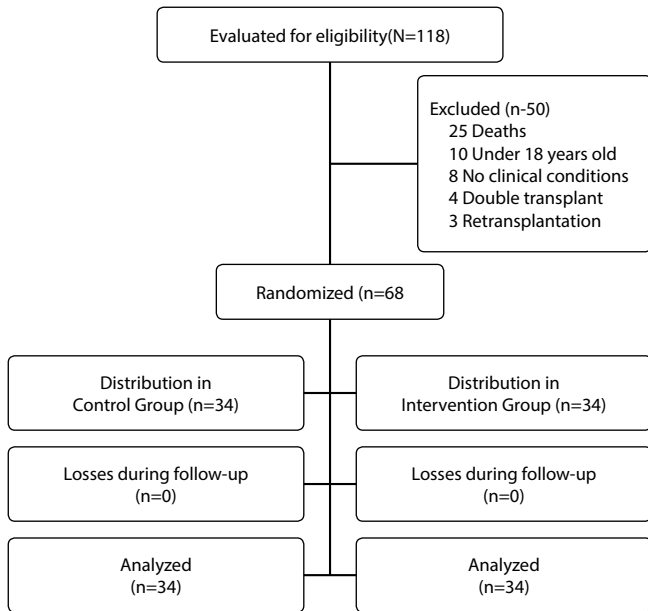 Evaluated for eligibility(N=118)
Excluded (n-50)
25 Deaths
10 Under 18 years old
8 No clinical conditions
4 Double transplant
3 Retransplantation
Randomized (n=68
Distribution in
Control Group (n=34)
Distribution in
Intervention Group (n=34)
Losses during follow-up
(n=0)
Losses during follow-up
(n=0)
Analyzed
(n=34)
Analyzed
(n=34)